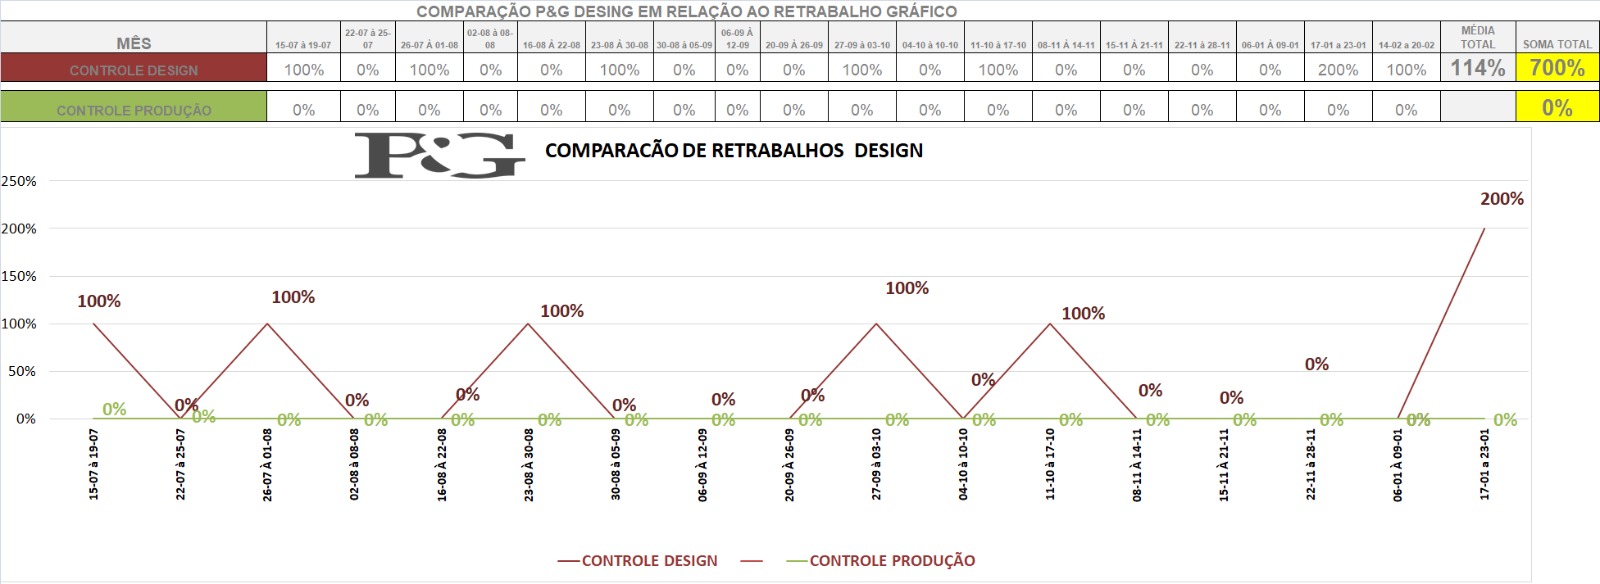 COMPARAÇÃO P&G DESING EM RELAÇÃO AO RETRABALHO GRÁFICO
MÊS 15-07 à 19-07 22-07 à 25-07 26-07 À 01-08 02-08 à 08-08 16-08 À 22-08 23-08 À 30-08 30-08 à 05-09 06-09 À 12-09 20-09 À 26-09 27-09 à 03-10 04-10 à 10-10 11-10 à 17-10 08-11 À 14-11 15-11 À 21-11 22-11 à 28-11 06-01 À 09-01 17-01 a 23-01 14-02 a 20-02 MÉDIA TOTAL SOMA TOTAL
CONTROLE DESIGN 100% 0% 100% 0% 0% 100% 0% 0% 0% 100% 0% 100% 0% 0% 0% 0% 200% 100% 114% 700%
CONTROLE PRODUÇÃO 0% 0% 0% 0% 0% 0% 0% 0% 0% 0% 0% 0% 0% 0% 0% 0% 0% 0% 0%
P&G COMPARACÃO DE RETRABALHOS DESIGN
250%
200%
150%
100%
50%
0%
100% 0% 100% 0% 0% 100% 0% 0% 0% 100% 0% 100% 0% 0% 0% 0% 200%
0% 0% 0% 0% 0% 0% 0% 0% 0% 0% 0% 0% 0% 0% 0% 0% 0%
15-07 à 19-07
22-07 à 25-07
26-07 À 01-08
02-08 à 08-08
16-08 À 22-08
23-08 À 30-08
30-08 à 05-09
06-09 À 12-09
20-09 À 26-09
27-09 à 03-10
04-10 à 10-10
11-10 à 17-10
08-11 À 14-11
15-11 À 21-11
22-11 à 28-11
06-01 À 09-01
17-01 a 23-01
CONTROLE DESIGN CONTROLE PRODUÇÃO